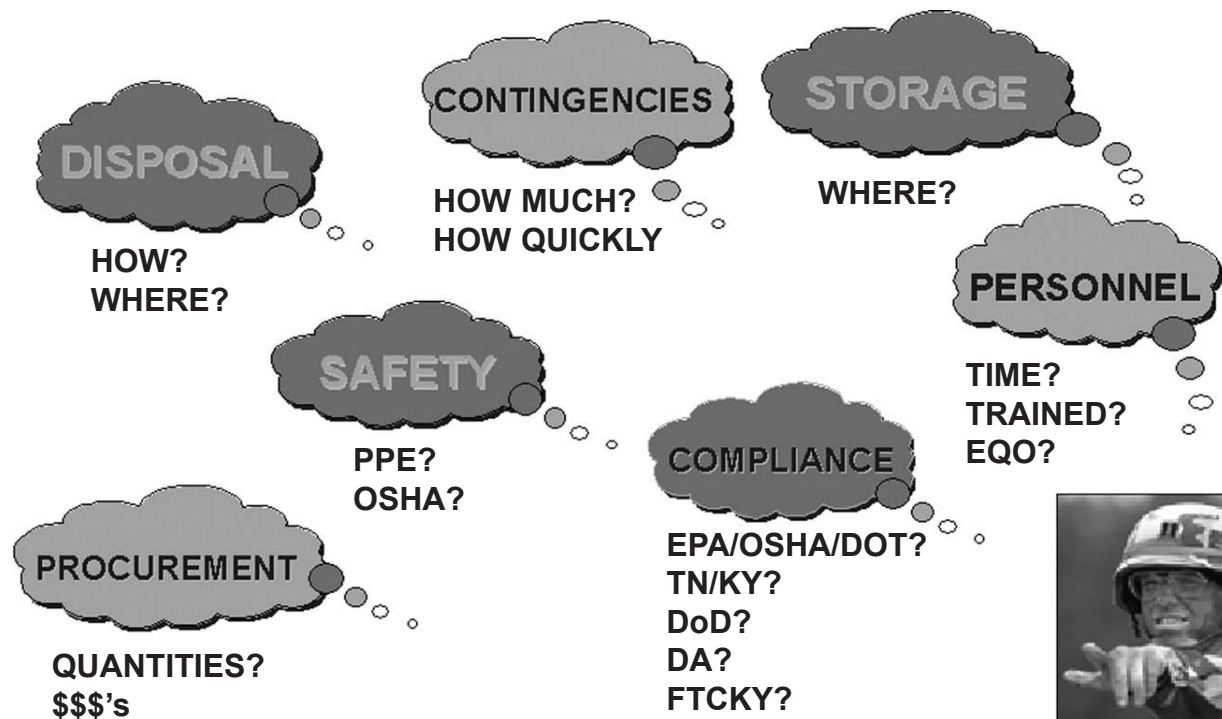 DISPOSAL
HOW?
WHERE?
CONTINGENCIES
HOW MUCH?
HOW QUICKLY
STORAGE
WHERE?
PERSONNEL
TIME?
TRAINED?
EQO?
SAFETY
PPE?
OSHA?
COMPLIANCE
EPA/OSHA/DOT?
TN/KY?
DoD?
DA?
FTCKY?
PROCUREMENT
QUANTITIES?
$$$’s